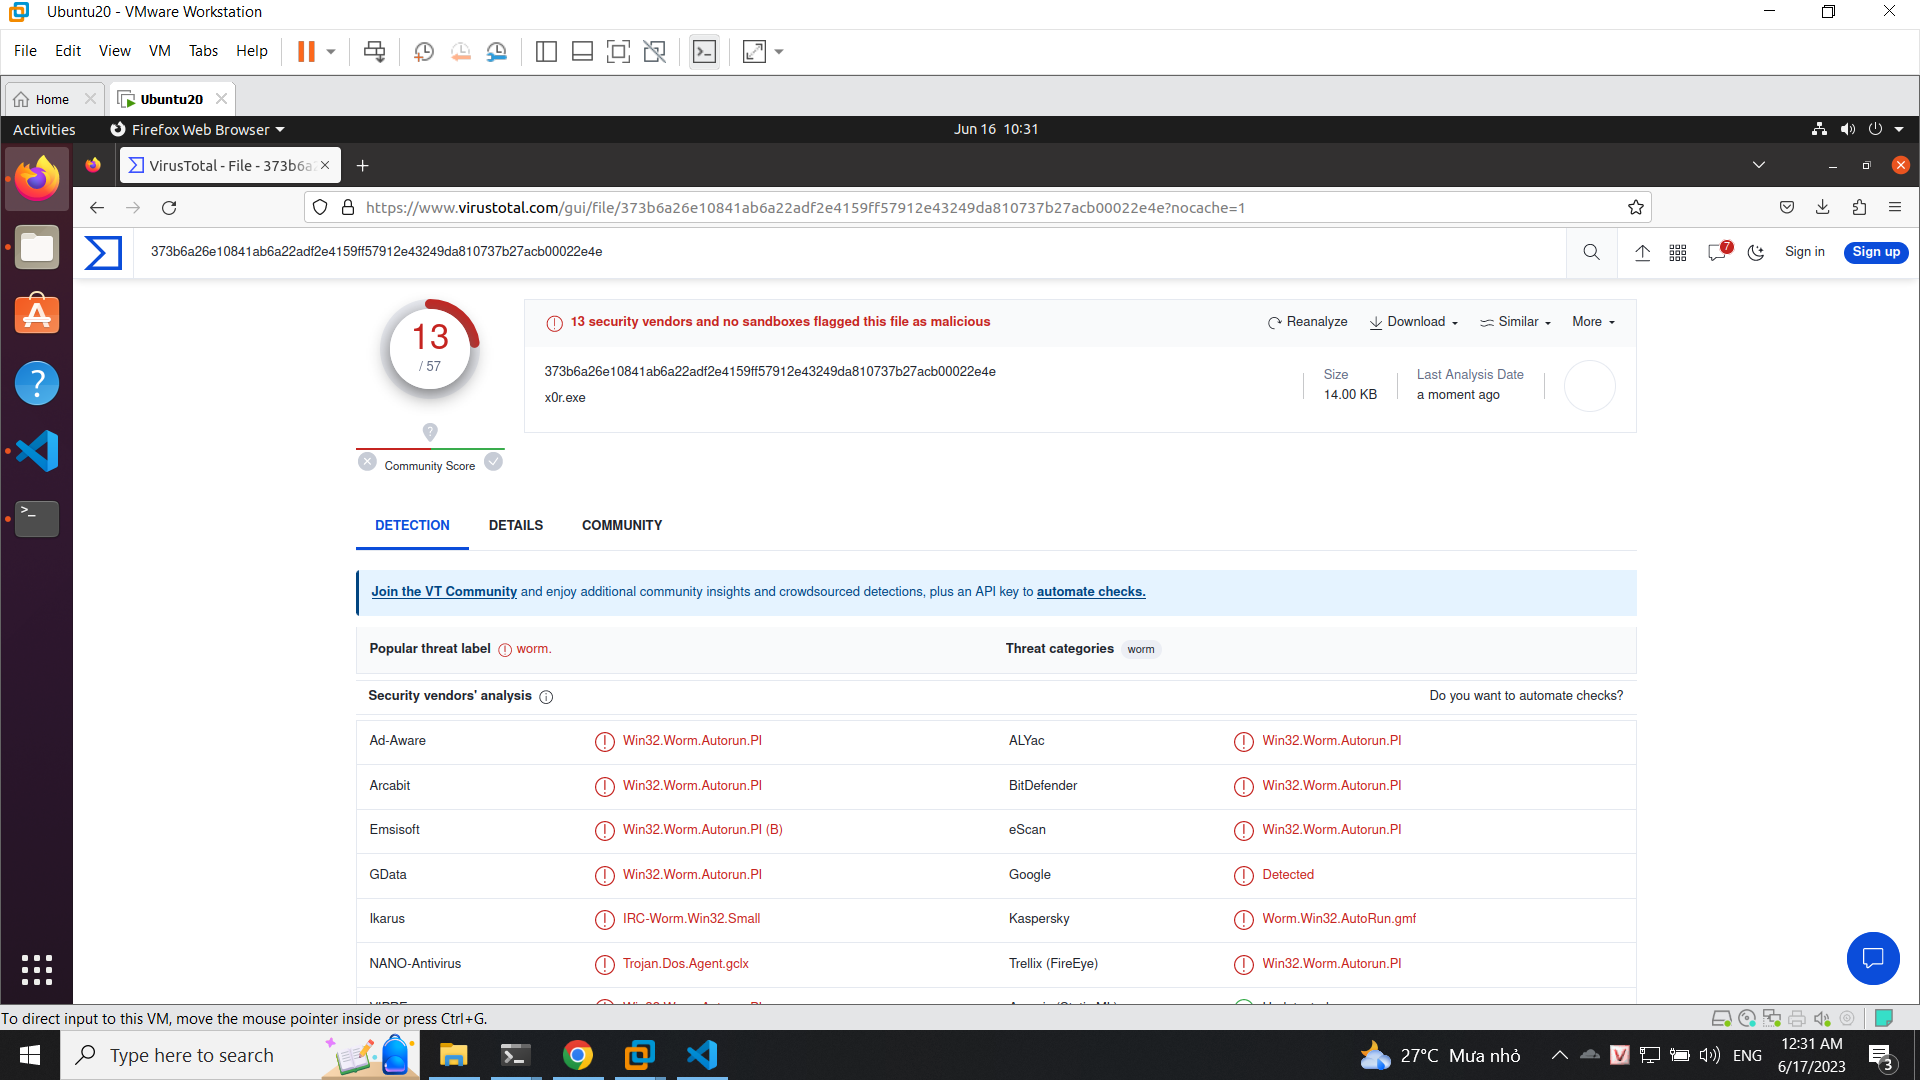 Ubuntu20 - VMware Workstation
File Edit View VM Tabs Help
Home Ubuntu20
Activities Firefox Web Browser Jun 16 10:31
VirusTotal - File - 373b6a2
https://www.virustotal.com/gui/file/373b6a26e10841ab6a22adf2e4159ff57912e43249da810737b27acb00022e4e?nocache=1
373b6a26e10841ab6a22adf2e4159ff57912e43249da810737b27acb00022e4e 7 Sign in Sign up
13
/ 57
13 security vendors and no sandboxes flagged this file as malicious Reanalyze Download Similar More
373b6a26e10841ab6a22adf2e4159ff57912e43249da810737b27acb00022e4e
x0r.exe
Size
14.00 KB
Last Analysis Date
a moment ago
?
Community Score
DETECTION DETAILS COMMUNITY
Join the VT Community and enjoy additional community insights and crowdsourced detections, plus an API key to automate checks.
Popular threat label worm. Threat categories worm
Security vendors' analysis Do you want to automate checks?
Ad-Aware Win32.Worm.Autorun.PI ALYac Win32.Worm.Autorun.PI
Arcabit Win32.Worm.Autorun.PI BitDefender Win32.Worm.Autorun.PI
Emsisoft Win32.Worm.Autorun.PI (B) eScan Win32.Worm.Autorun.PI
GData Win32.Worm.Autorun.PI Google Detected
Ikarus IRC-Worm.Win32.Small Kaspersky Worm.Win32.AutoRun.gmf
NANO-Antivirus Trojan.Dos.Agent.gclx Trellix (FireEye) Win32.Worm.Autorun.PI
To direct input to this VM, move the mouse pointer inside or press Ctrl+G.
Type here to search 27°C Mưa nhỏ ENG 12:31 AM
6/17/2023 3